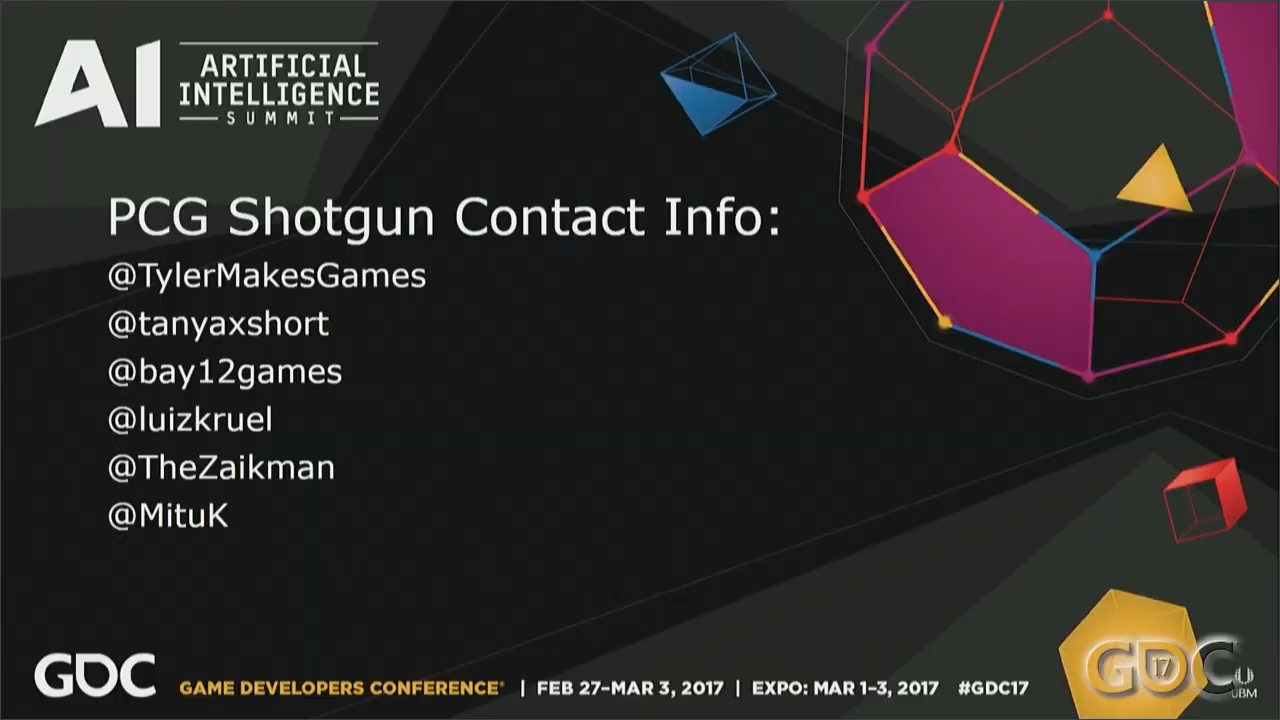 AI
ARTIFICIAL
INTELLIGENCE
SUMMIT
PCG Shotgun Contact Info:
@TylerMakesGames
@tanyaxshort
@bay12games
@luizkruel
@TheZaikman
@MituK
GDC GAME DEVELOPERS CONFERENCE® | FEB 27–MAR 3, 2017 | EXPO: MAR 1–3, 2017 #GDC17
GDC 17
UBM